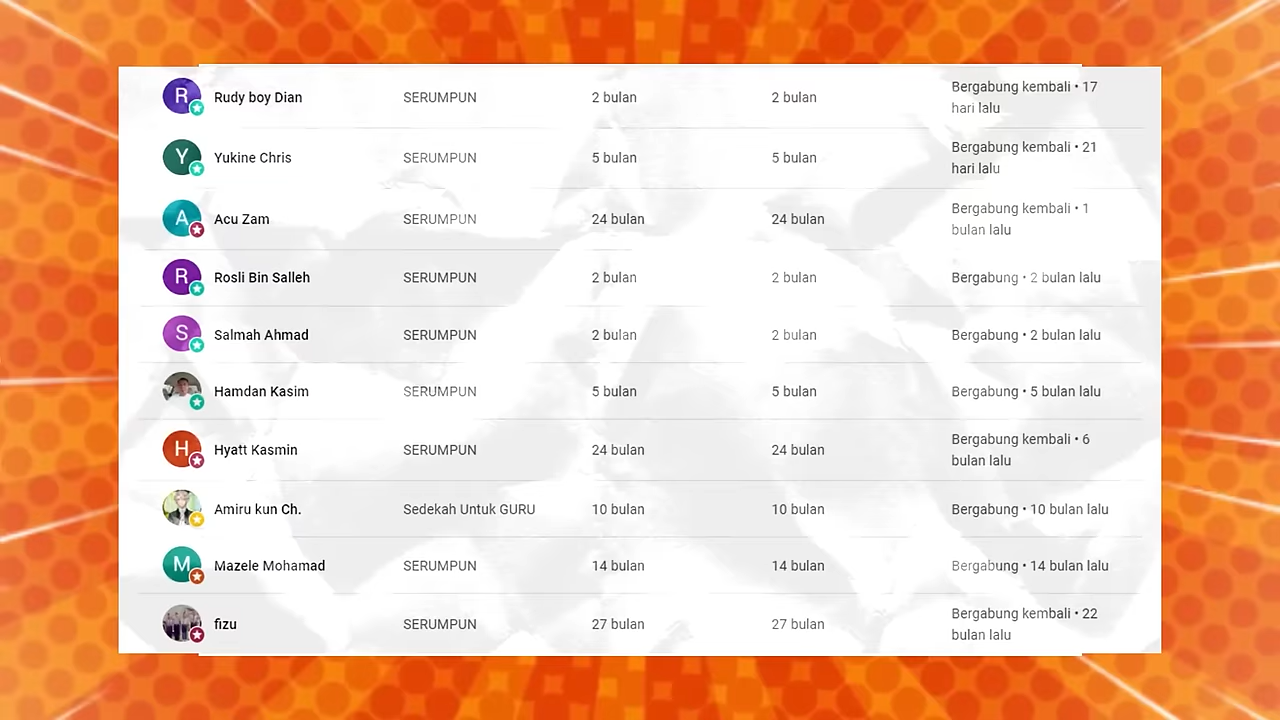 R Rudy boy Dian SERUMPUN 2 bulan 2 bulan Bergabung kembali • 17
hari lalu
Y Yukine Chris SERUMPUN 5 bulan 5 bulan Bergabung kembali • 21
hari lalu
A Acu Zam SERUMPUN 24 bulan 24 bulan Bergabung kembali • 1
bulan lalu
R Rosli Bin Salleh SERUMPUN 2 bulan 2 bulan Bergabung • 2 bulan lalu
S Salmah Ahmad SERUMPUN 2 bulan 2 bulan Bergabung • 2 bulan lalu
Hamdan Kasim SERUMPUN 5 bulan 5 bulan Bergabung • 5 bulan lalu
H Hyatt Kasmin SERUMPUN 24 bulan 24 bulan Bergabung kembali • 6
bulan lalu
Amiru kun Ch. Sedekah Untuk GURU 10 bulan 10 bulan Bergabung • 10 bulan lalu
M Mazele Mohamad SERUMPUN 14 bulan 14 bulan Bergabung • 14 bulan lalu
fizu SERUMPUN 27 bulan 27 bulan Bergabung kembali • 22
bulan lalu